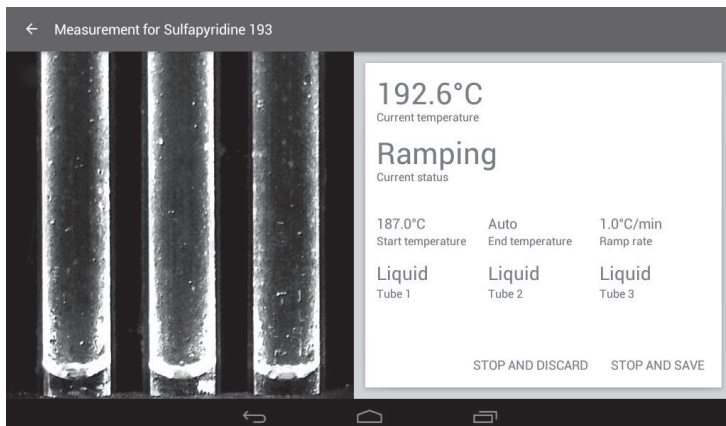 Measurement for Sulfapyridine 193
192.6°C
Current temperature
Ramping
Current status
187.0°C Auto 1.0°C/min
Start temperature End temperature Ramp rate
Liquid Liquid Liquid
Tube 1 Tube 2 Tube 3
STOP AND DISCARD STOP AND SAVE